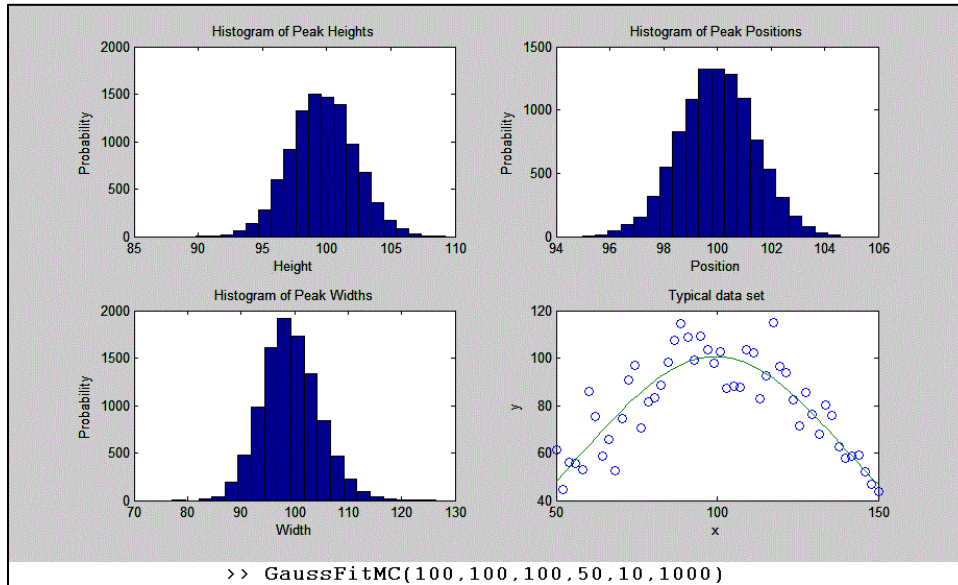 Histogram of Peak Heights
2000
1500
1000
500
0
Probability
85 90 95 100 105 110
Height
Histogram of Peak Positions
1500
1000
500
0
Probability
94 96 98 100 102 104 106
Position
Histogram of Peak Widths
2000
1500
1000
500
0
Probability
70 80 90 100 110 120 130
Width
Typical data set
120
100
80
60
40
y
50 100 150
x
>> GaussFitMC(100,100,100,50,10,1000)